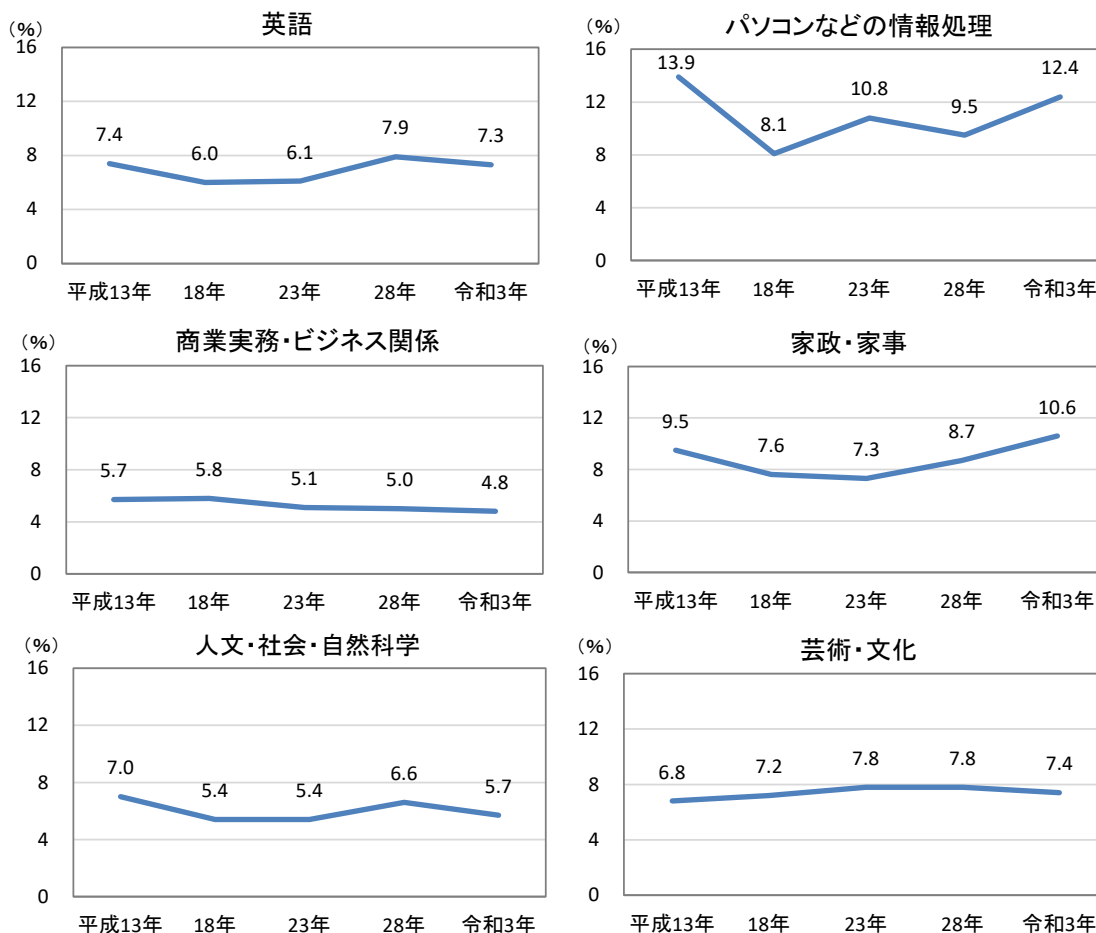 英語
(%)
16
12
8
4
0
7.4
6.0
6.1
7.9
7.3
平成13年
18年
23年
28年
令和3年
パソコンなどの情報処理
(%)
16
12
8
4
0
13.9
8.1
10.8
9.5
12.4
平成13年
18年
23年
28年
令和3年
商業実務・ビジネス関係
(%)
16
12
8
4
0
5.7
5.8
5.1
5.0
4.8
平成13年
18年
23年
28年
令和3年
家政・家事
(%)
16
12
8
4
0
9.5
7.6
7.3
8.7
10.6
平成13年
18年
23年
28年
令和3年
人文・社会・自然科学
(%)
16
12
8
4
0
7.0
5.4
5.4
6.6
5.7
平成13年
18年
23年
28年
令和3年
芸術・文化
(%)
16
12
8
4
0
6.8
7.2
7.8
7.8
7.4
平成13年
18年
23年
28年
令和3年